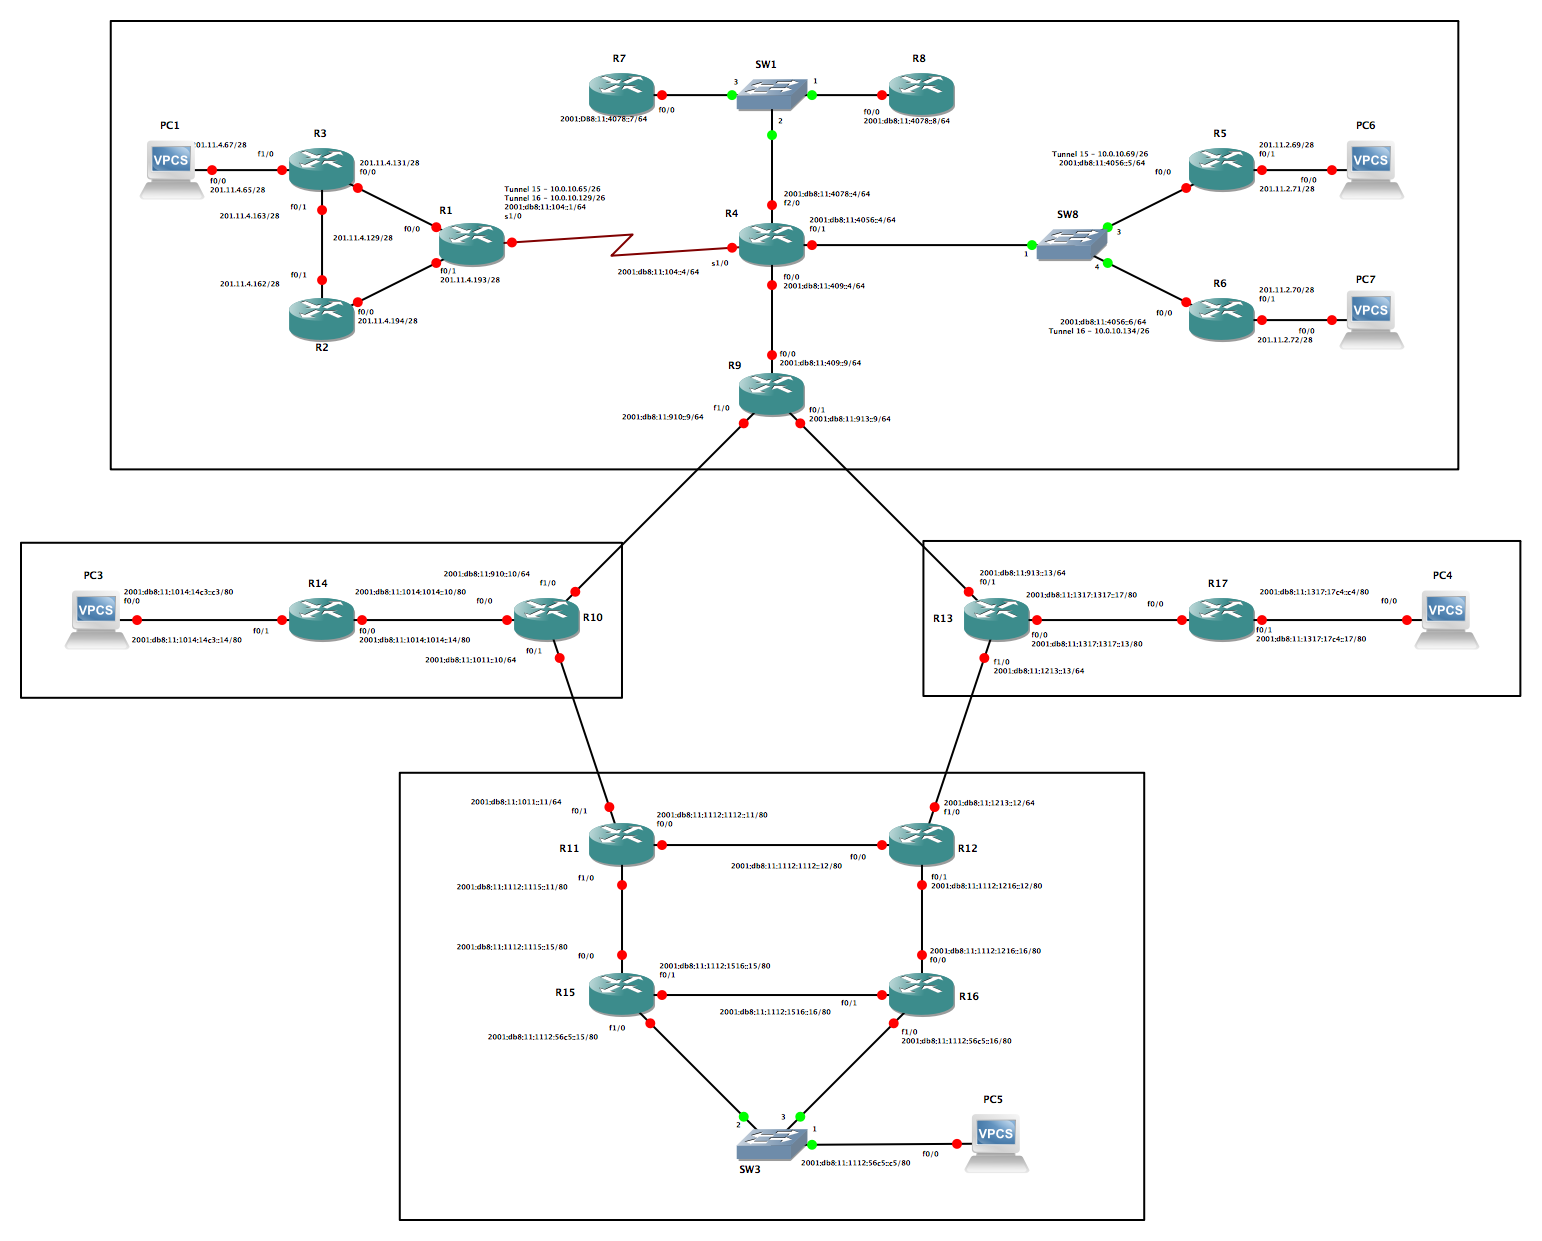 R7
SW1
R8
3
1
f0/0
2001:DB8:11:4078::7/64
2
f0/0
2001:db8:11:4078::8/64
PC1
201.11.4.67/28
VPCS
f0/0
201.11.4.65/28
f1/0
R3
201.11.4.131/28
f0/0
f0/1
201.11.4.163/28
201.11.4.129/28
f0/0
R1
Tunnel 15 - 10.0.10.65/26
Tunnel 16 - 10.0.10.129/26
2001:db8:11:104::1/64
s1/0
f0/1
201.11.4.193/28
f0/1
201.11.4.162/28
f0/0
201.11.4.194/28
R2
2001:db8:11:4078::4/64
f2/0
R4
2001:db8:11:4056::4/64
f0/1
2001:db8:11:104::4/64
s1/0
f0/0
2001:db8:11:409::4/64
SW8
1
3
4
Tunnel 15 - 10.0.10.69/26
2001:db8:11:4056::5/64
f0/0
R5
201.11.2.69/28
f0/1
f0/0
201.11.2.71/28
PC6
VPCS
R6
f0/0
2001:db8:11:4056::6/64
Tunnel 16 - 10.0.10.134/26
201.11.2.70/28
f0/1
f0/0
201.11.2.72/28
PC7
VPCS
f0/0
2001:db8:11:409::9/64
R9
f1/0
2001:db8:11:910::9/64
f0/1
2001:db8:11:913::9/64
PC3
VPCS
2001:db8:11:1014:14c3::c3/80
f0/0
2001:db8:11:1014:14c3::14/80
f0/1
R14
2001:db8:11:1014:1014::10/80
f0/0
2001:db8:11:1014:1014::14/80
f0/0
2001:db8:11:910::10/64
f1/0
R10
f0/1
2001:db8:11:1011::10/64
2001:db8:11:913::13/64
f0/1
R13
2001:db8:11:1317:1317::17/80
f0/0
f0/0
2001:db8:11:1317:1317::13/80
f1/0
2001:db8:11:1213::13/64
R17
2001:db8:11:1317:17c4::c4/80
f0/0
f0/1
2001:db8:11:1317:17c4::17/80
PC4
VPCS
2001:db8:11:1011::11/64
f0/1
2001:db8:11:1213::12/64
f1/0
R11
2001:db8:11:1112:1112::11/80
f0/0
f0/0
2001:db8:11:1112:1112::12/80
R12
f1/0
2001:db8:11:1112:1115::11/80
f0/1
2001:db8:11:1112:1216::12/80
2001:db8:11:1112:1115::15/80
f0/0
2001:db8:11:1112:1216::16/80
f0/0
R15
2001:db8:11:1112:1516::15/80
f0/1
f0/1
2001:db8:11:1112:1516::16/80
R16
f1/0
2001:db8:11:1112:56c5::15/80
f1/0
2001:db8:11:1112:56c5::16/80
2
3
1
SW3
2001:db8:11:1112:56c5::c5/80
f0/0
PC5
VPCS